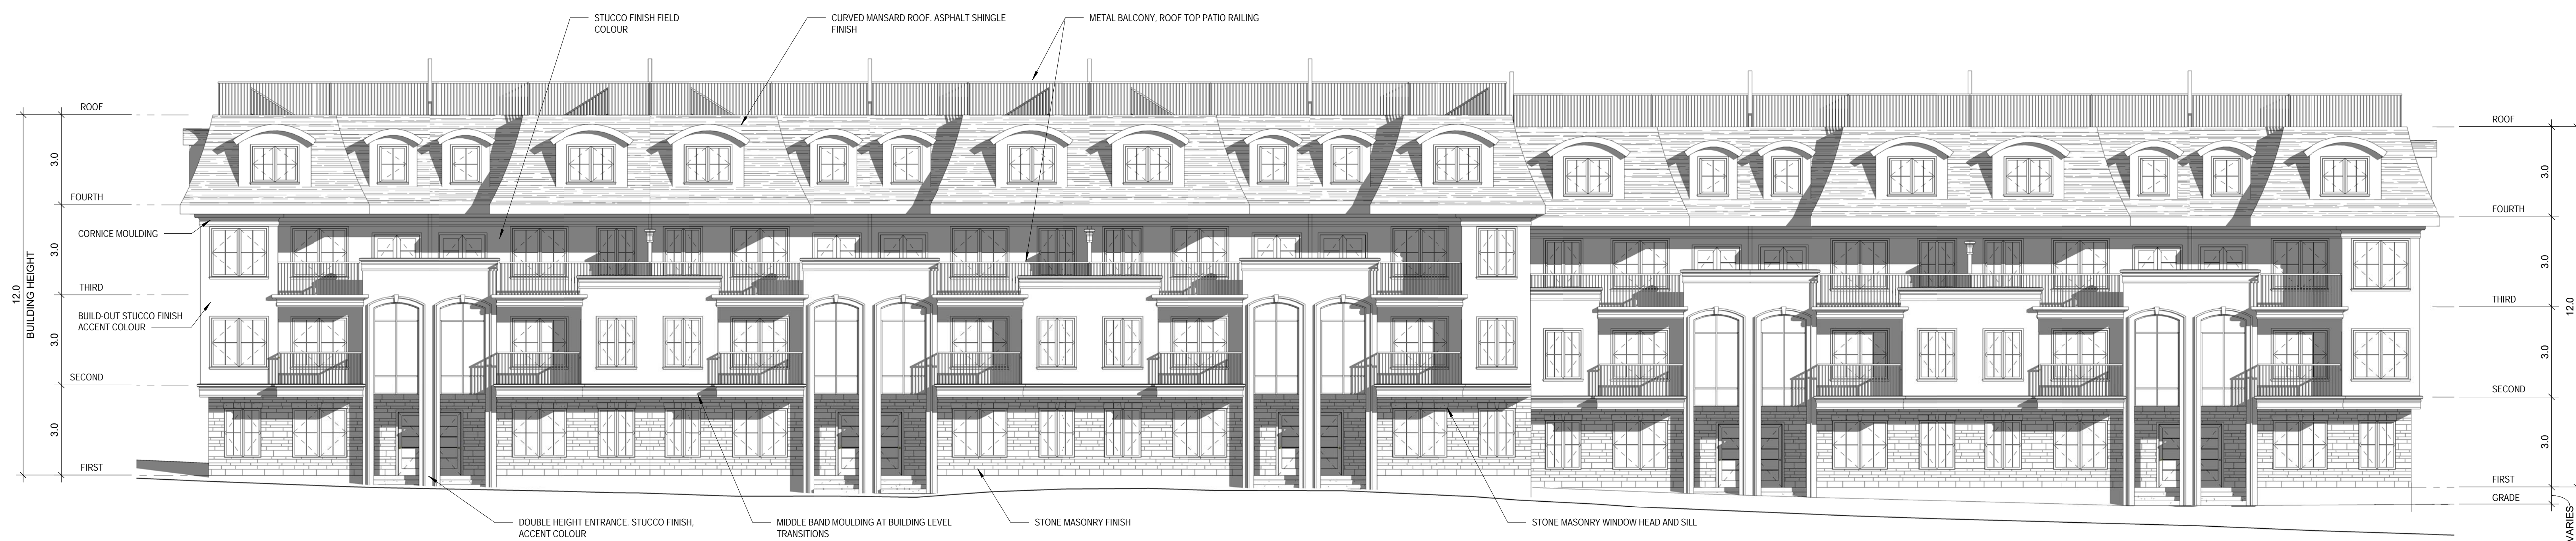 STUCCO FINISH FIELD
COLOUR
CURVED MANSARD ROOF. ASPHALT SHINGLE
FINISH
METAL BALCONY, ROOF TOP PATIO RAILING
ROOF
3.0
FOURTH
CORNICE MOULDING
3.0
THIRD
12.0
BUILDING HEIGHT
BUILD-OUT STUCCO FINISH
ACCENT COLOUR
3.0
SECOND
3.0
FIRST
ROOF
3.0
FOURTH
3.0
THIRD
12.0
3.0
SECOND
3.0
FIRST
GRADE
VARIES
DOUBLE HEIGHT ENTRANCE. STUCCO FINISH,
ACCENT COLOUR
MIDDLE BAND MOULDING AT BUILDING LEVEL
TRANSITIONS
STONE MASONRY FINISH
STONE MASONRY WINDOW HEAD AND SILL